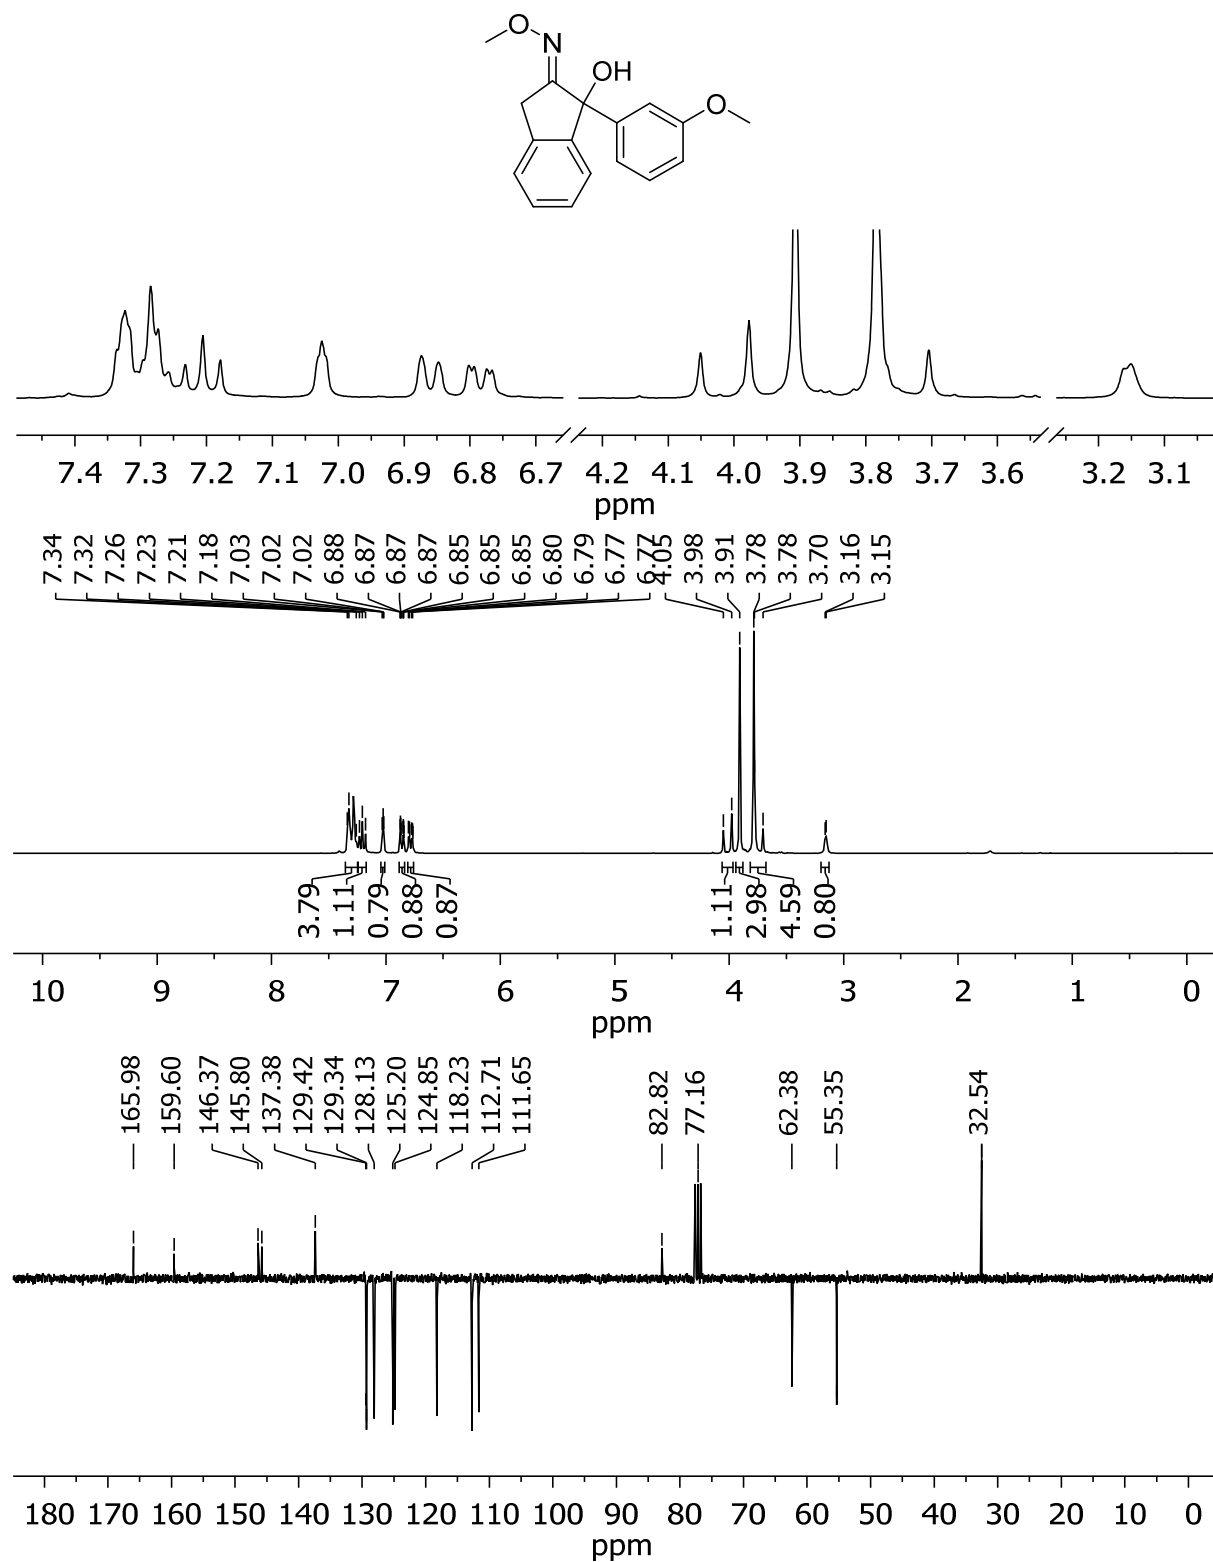 O
N
OH
O
7.4 7.3 7.2 7.1 7.0 6.9 6.8 6.7 4.2 4.1 4.0 3.9 3.8 3.7 3.6 3.2 3.1
ppm
7.34 7.32 7.26 7.23 7.21 7.18 7.03 7.02 7.02 6.88 6.87 6.87 6.87 6.85 6.85 6.85 6.80 6.79 6.77 6.77 4.05 3.98 3.91 3.78 3.78 3.70 3.16 3.15
3.79 1.11 0.79 0.88 0.87 1.11 2.98 4.59 0.80
10 9 8 7 6 5 4 3 2 1 0
ppm
165.98 159.60 146.37 145.80 137.38 129.42 129.34 128.13 125.20 124.85 118.23 112.71 111.65 82.82 77.16 62.38 55.35 32.54
180 170 160 150 140 130 120 110 100 90 80 70 60 50 40 30 20 10 0
ppm